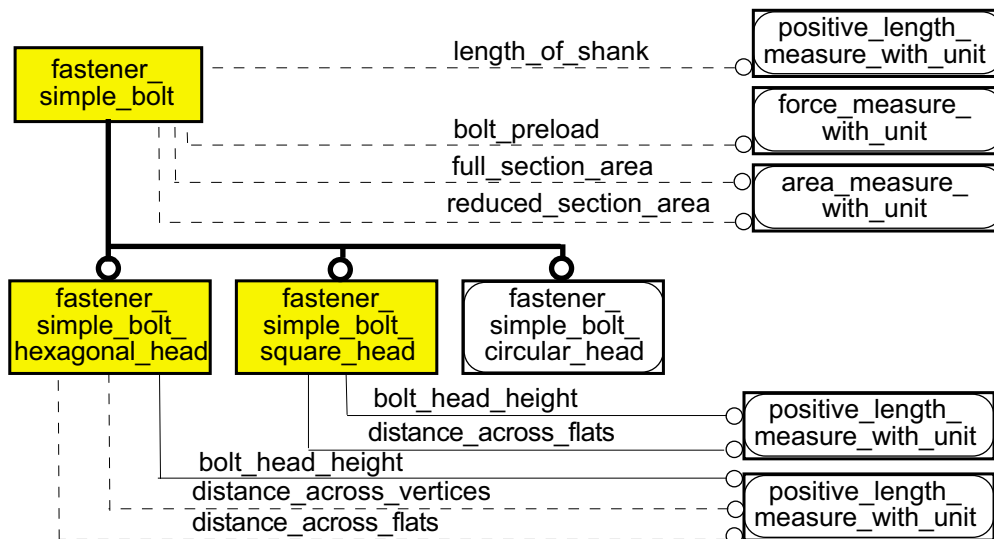 fastener_
simple_bolt
length_of_shank
positive_length_
measure_with_unit
bolt_preload
force_measure_
with_unit
full_section_area
reduced_section_area
area_measure_
with_unit
fastener_
simple_bolt_
hexagonal_head
fastener_
simple_bolt_
square_head
fastener_
simple_bolt_
circular_head
bolt_head_height
distance_across_flats
positive_length_
measure_with_unit
bolt_head_height
distance_across_vertices
distance_across_flats
positive_length_
measure_with_unit